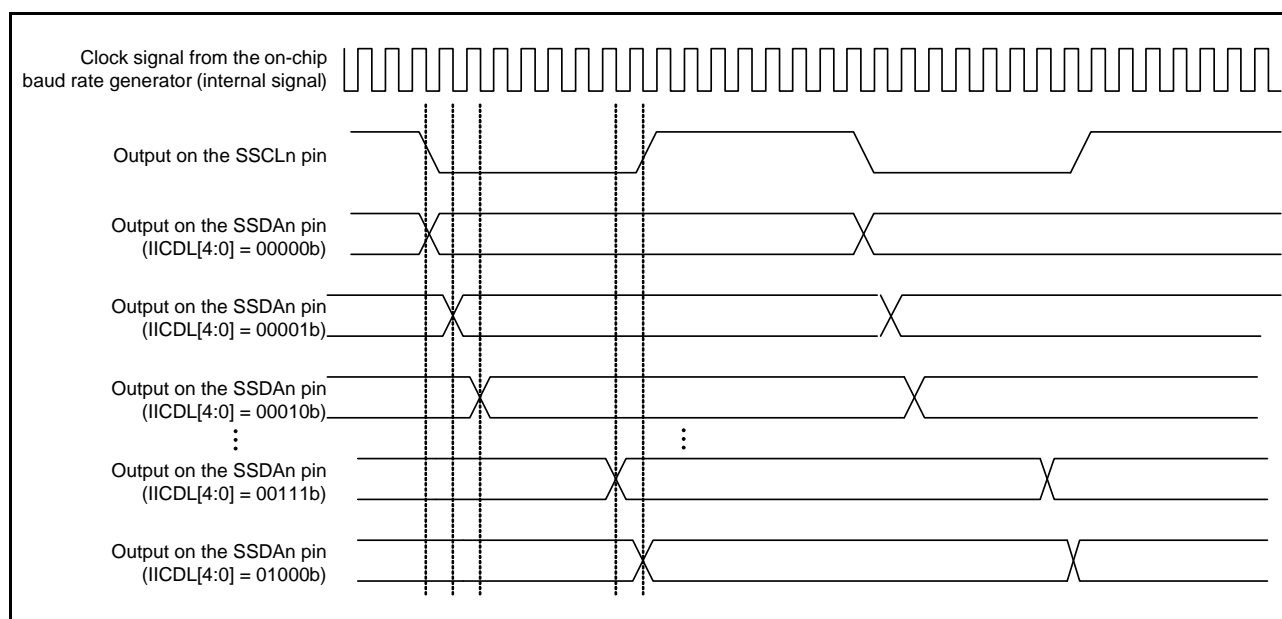 Clock signal from the on-chip
baud rate generator (internal signal)
Output on the SSCLn pin
Output on the SSDAn pin
(IICDL[4:0] = 00000b)
Output on the SSDAn pin
(IICDL[4:0] = 00001b)
Output on the SSDAn pin
(IICDL[4:0] = 00010b)
Output on the SSDAn pin
(IICDL[4:0] = 00111b)
Output on the SSDAn pin
(IICDL[4:0] = 01000b)